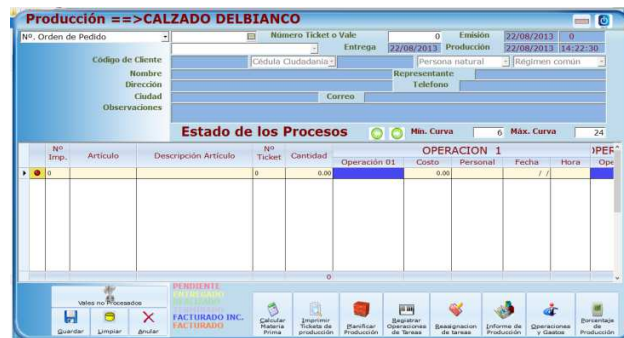 Producción ==>CALZADO DELBIANCO
Nº. Orden de Pedido
Número Ticket o Vale 0 Emisión 22/08/2013 0
Entrega 22/08/2013 Producción 22/08/2013 14:22:30
Código de Cliente Cédula Ciudadanía Persona natural Régimen común
Nombre Representante
Dirección Telefono
Ciudad Correo
Observaciones
Estado de los Procesos Mín. Curva 6 Máx. Curva 24
OPERACION 1 OPER
Nº Imp. Artículo Descripción Artículo Nº Ticket Cantidad Operación 01 Costo Personal Fecha Hora Ope
0 0 0.00 0.00 / /
0
PENDIENTE
ENTREGADO
FACTURADO INC.
FACTURADO
Vales no Procesados
Guardar Limpiar Anular
Calcular Materia Prima
Imprimir Tickets de producción
Planificar Producción
Registrar Operaciones de Tareas
Reasignacion de tareas
Informe de Producción
Operaciones y Gastos
Porcentaje de Producción